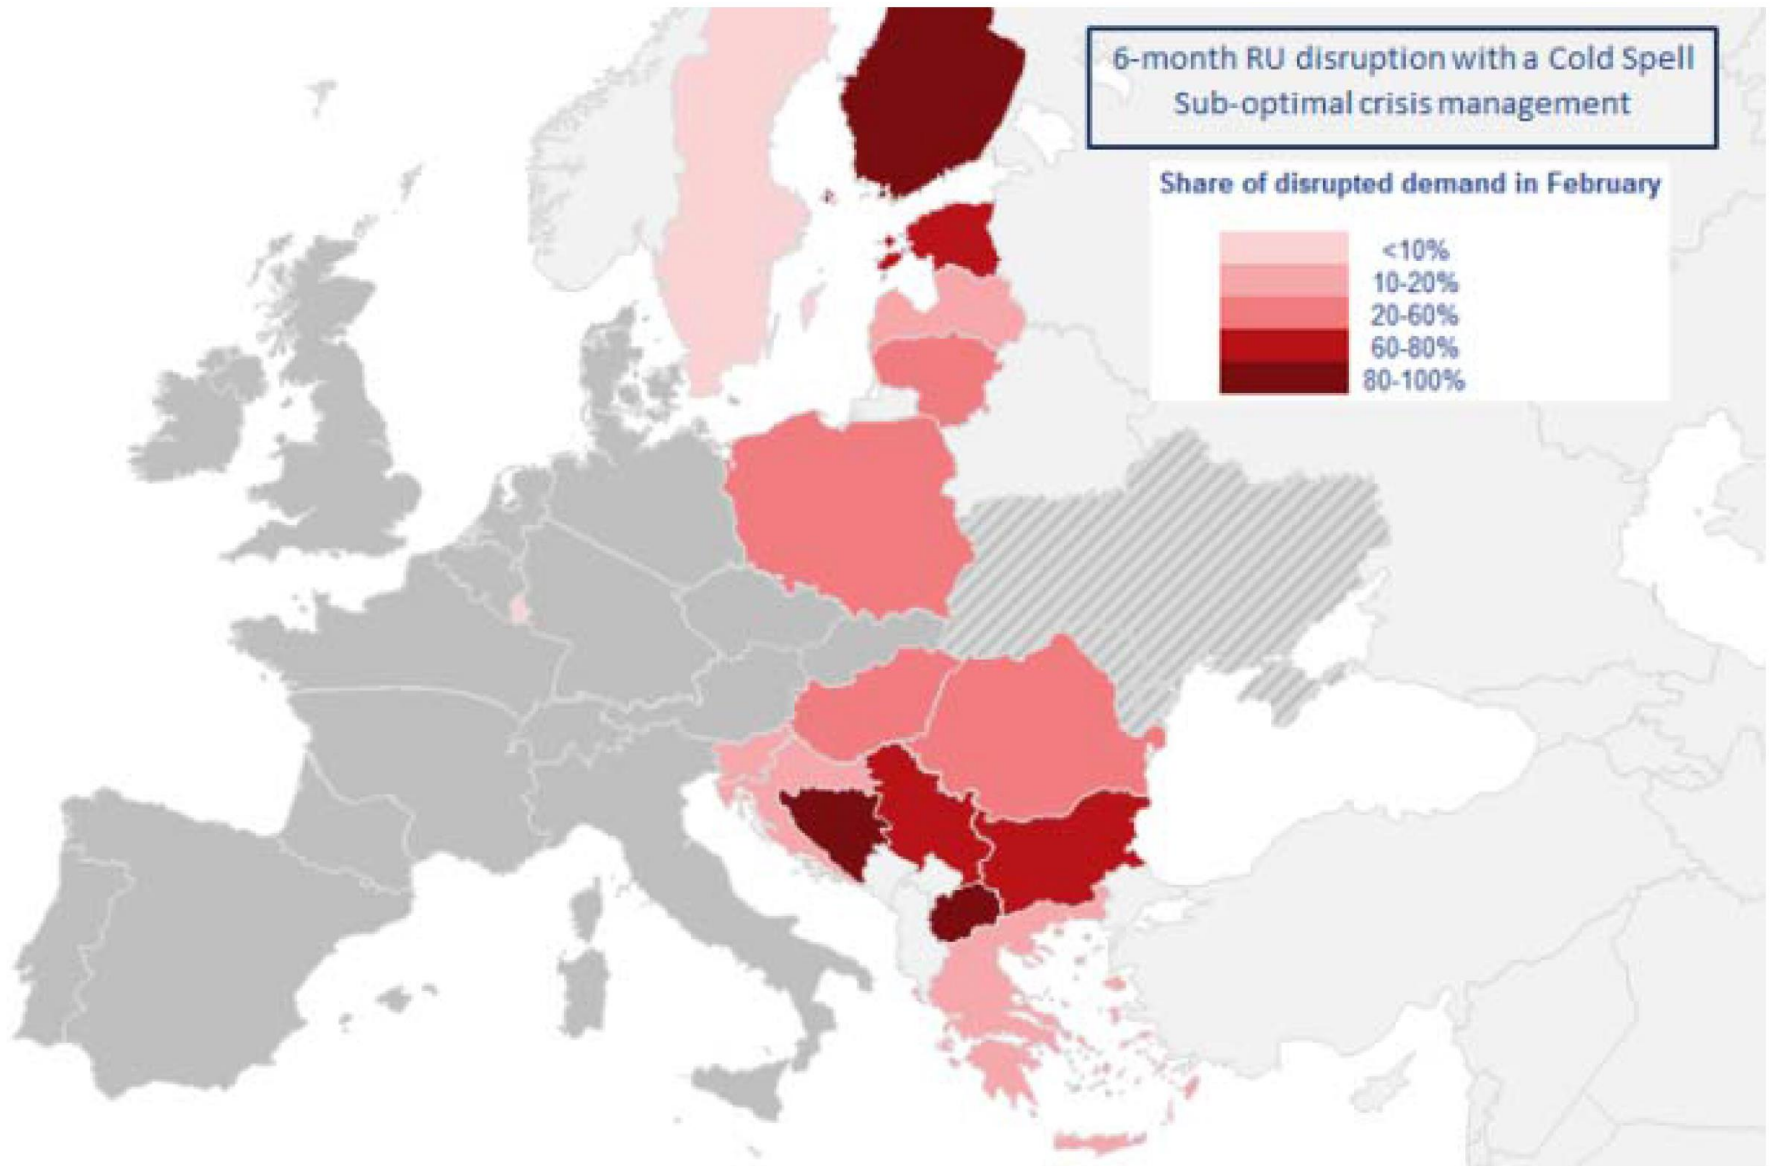 6-month RU disruption with a Cold Spell
Sub-optimal crisis management
Share of disrupted demand in February
<10%
10-20%
20-60%
60-80%
80-100%